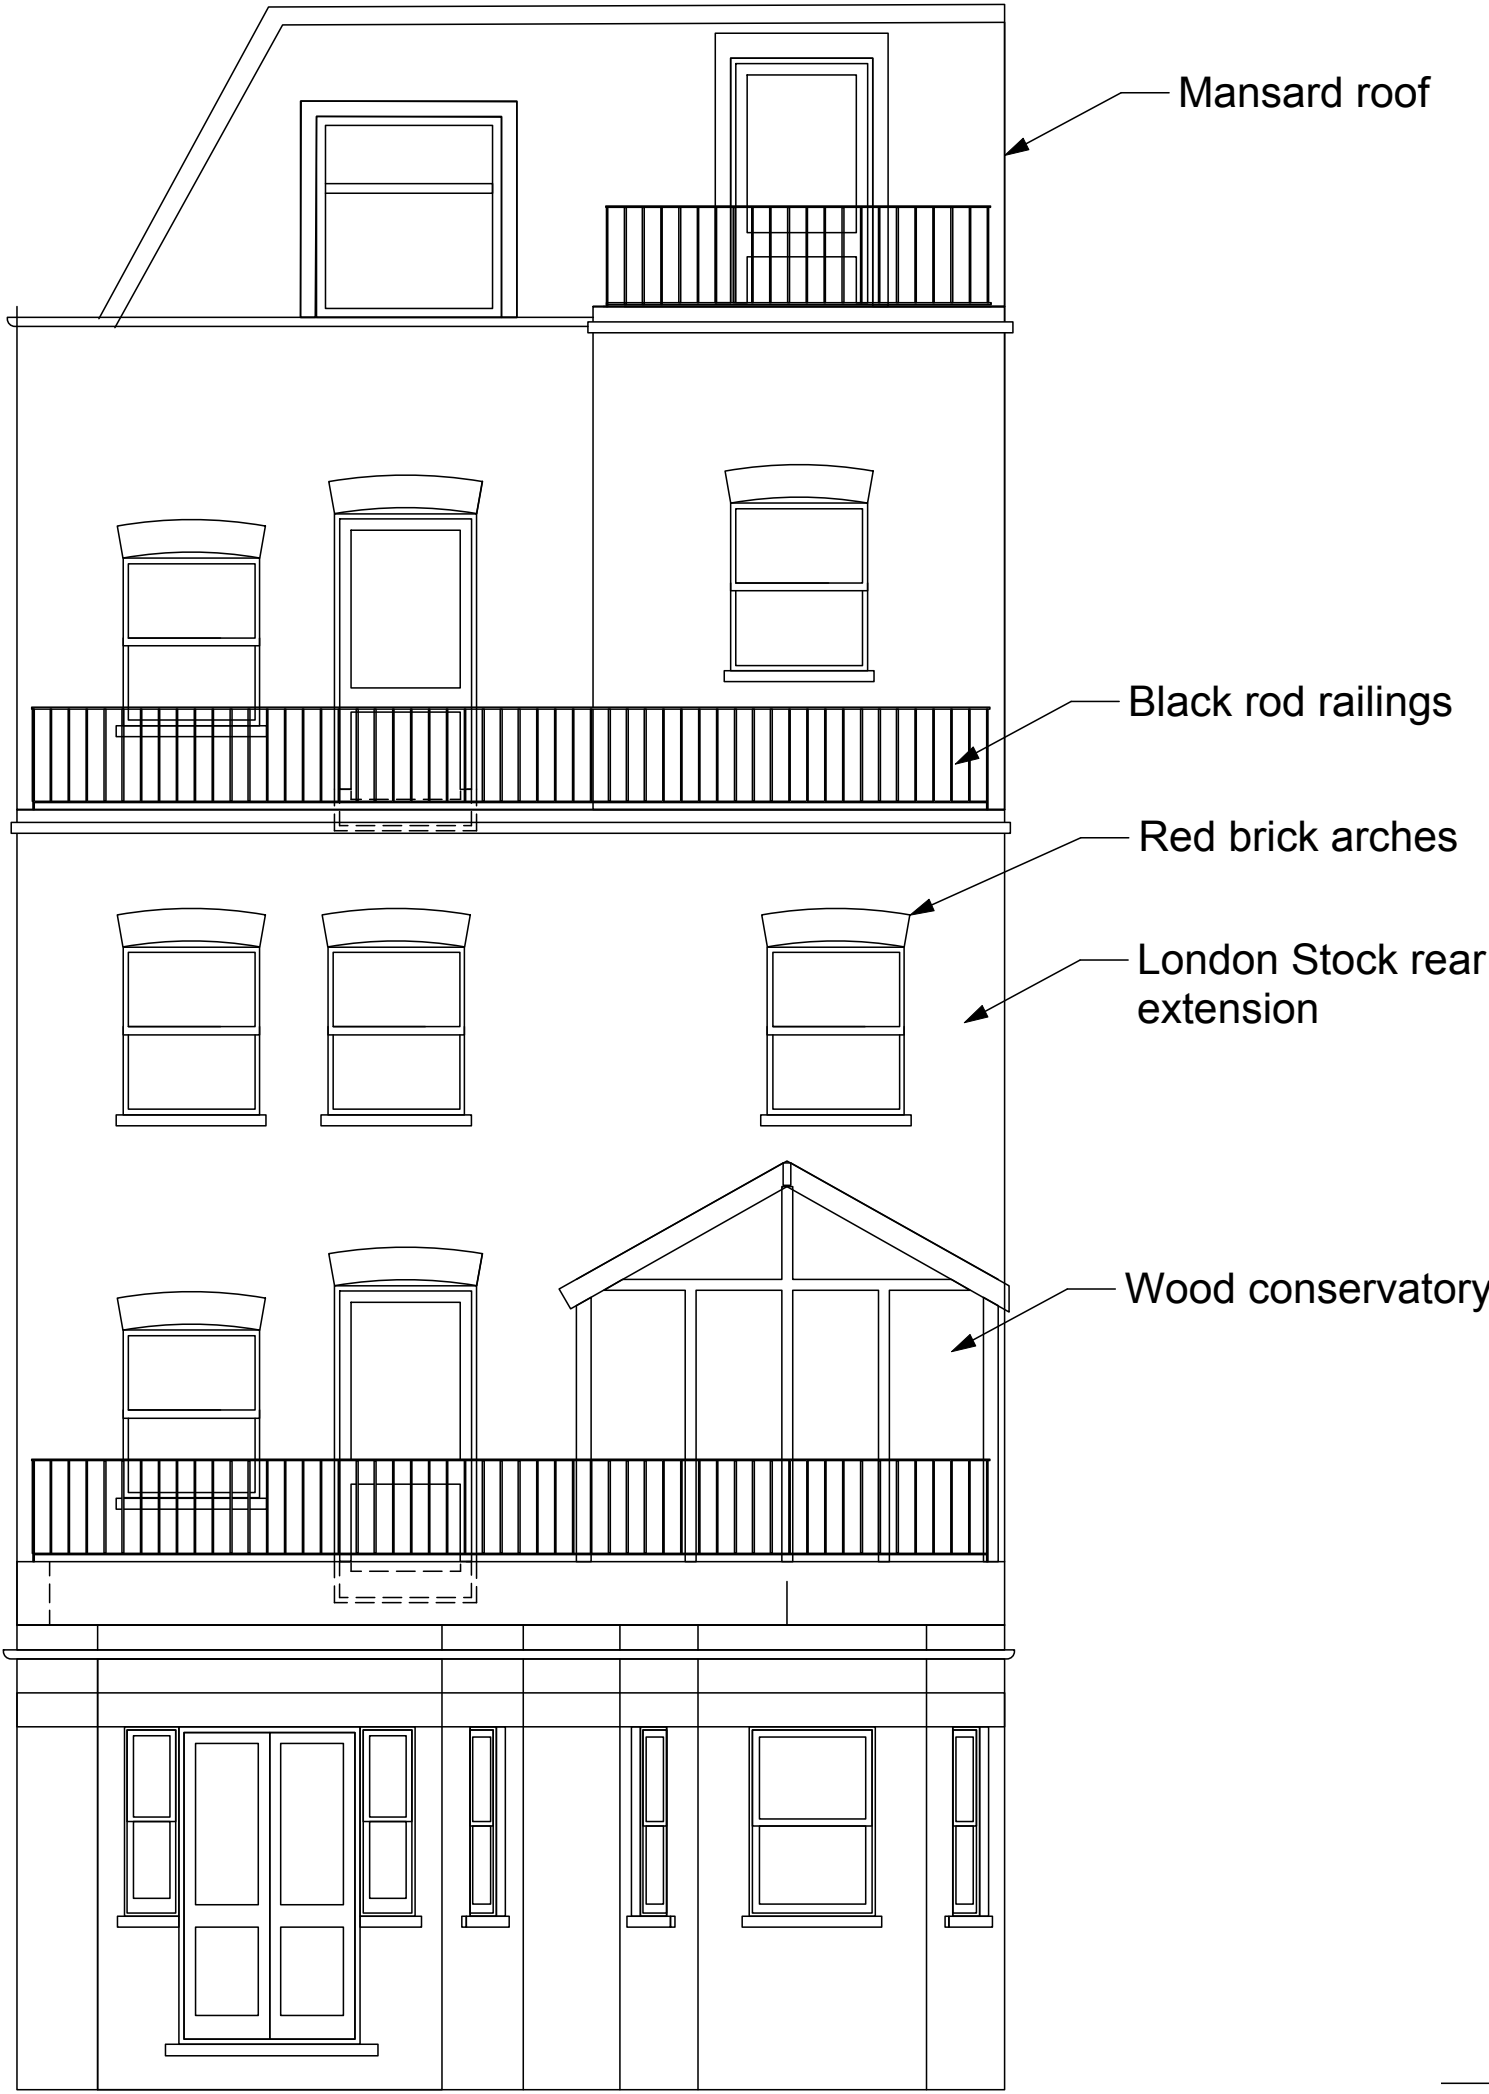 Mansard roof
Black rod railings
Red brick arches
London Stock rear
extension
Wood conservatory